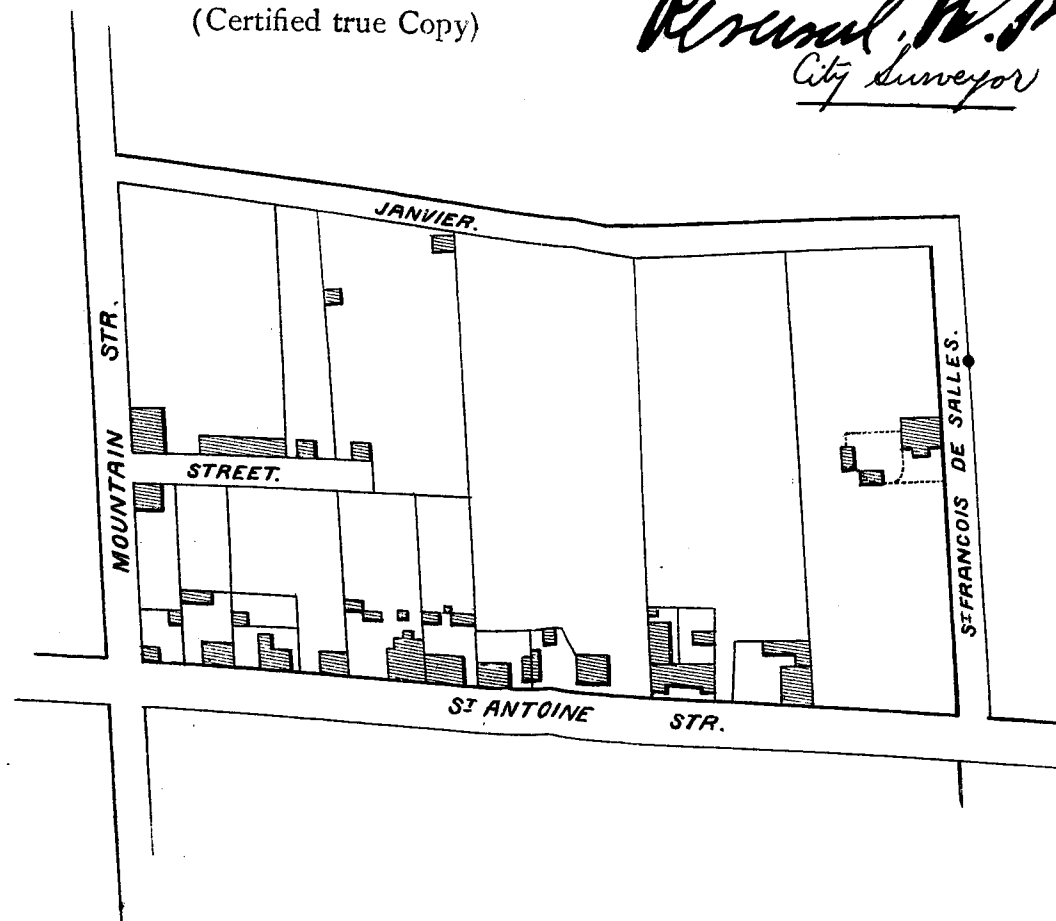 (Certified true Copy)
City Surveyor
JANVIER.
MOUNTAIN STR.
STREET.
ST FRANCOIS DE SALLES.
ST ANTOINE STR.